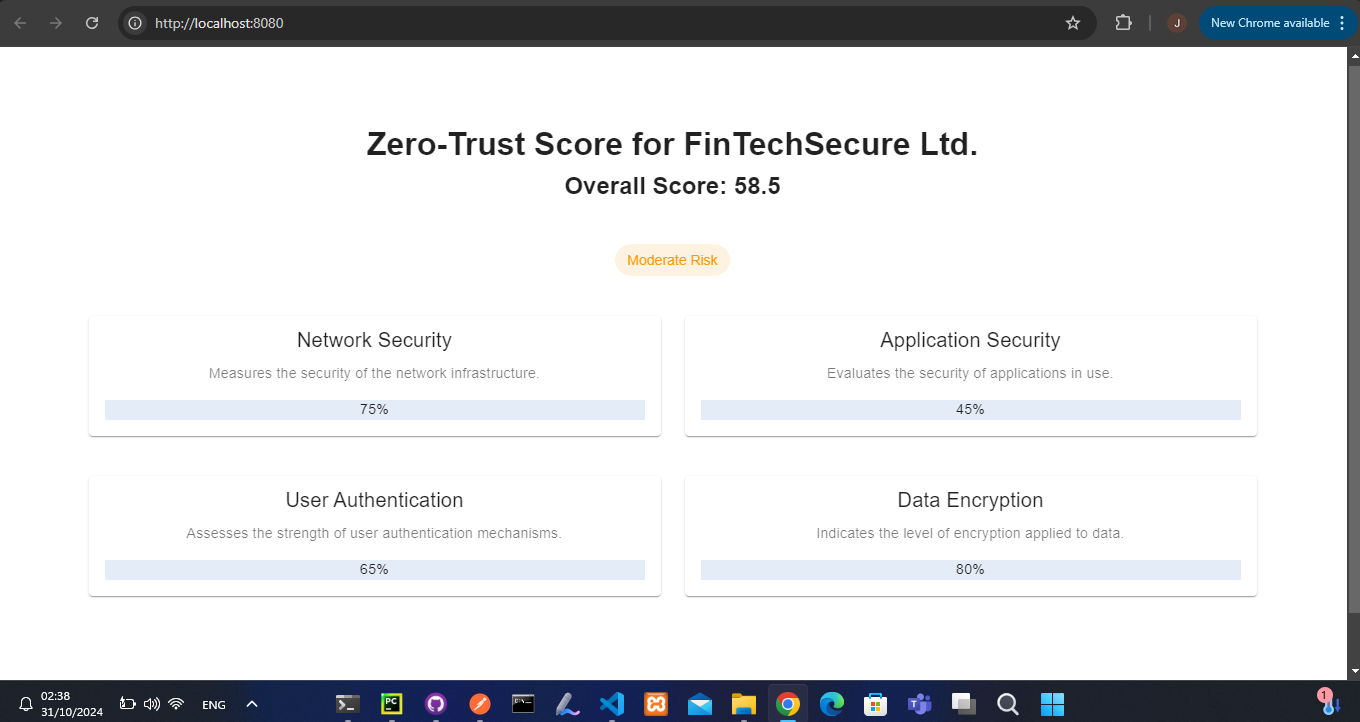 http://localhost:8080
J
New Chrome available
Zero-Trust Score for FinTechSecure Ltd.
Overall Score: 58.5
Moderate Risk
Network Security
Measures the security of the network infrastructure.
75%
Application Security
Evaluates the security of applications in use.
45%
User Authentication
Assesses the strength of user authentication mechanisms.
65%
Data Encryption
Indicates the level of encryption applied to data.
80%
02:38
31/10/2024
ENG
PC
1